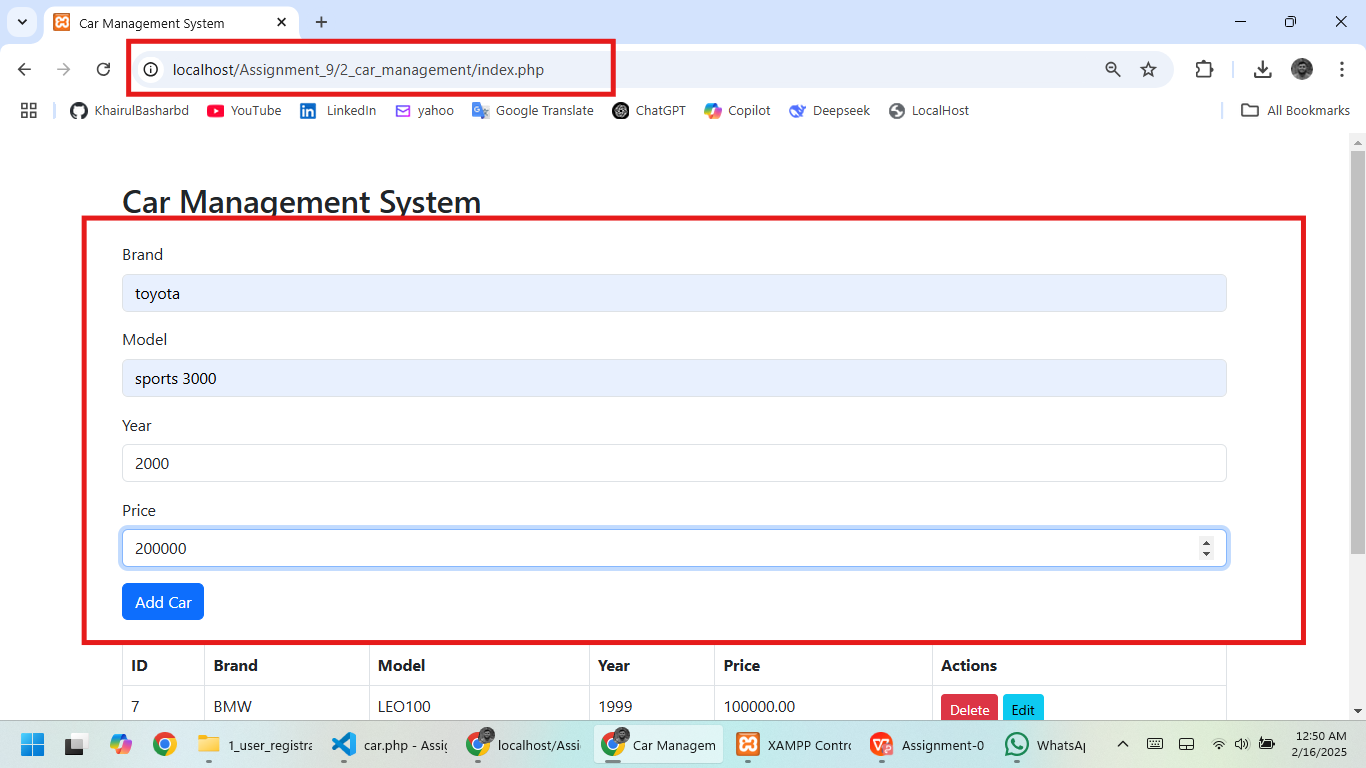 Car Management System
localhost/Assignment_9/2_car_management/index.php
KhairulBasharbd YouTube LinkedIn yahoo Google Translate ChatGPT Copilot Deepseek LocalHost All Bookmarks
Car Management System
Brand
toyota
Model
sports 3000
Year
2000
Price
200000
Add Car
ID Brand Model Year Price Actions
7 BMW LEO100 1999 100000.00 Delete Edit
1_user_registra car.php - Assig localhost/Assi Car Managem XAMPP Contro Assignment-0 WhatsAp 12:50 AM
2/16/2025